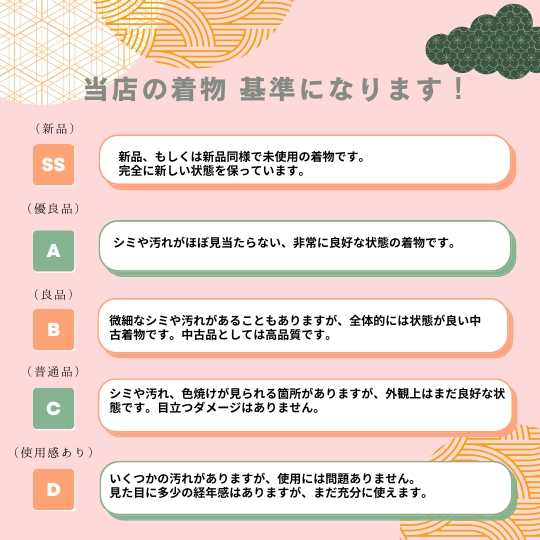 当店の着物 基準になります！
（新品）
SS
新品、もしくは新品同様で未使用の着物です。
完全に新しい状態を保っています。
（優良品）
A
シミや汚れがほぼ見当たらない、非常に良好な状態の着物です。
（良品）
B
微細なシミや汚れがあることもありますが、全体的には状態が良い中
古着物です。中古品としては高品質です。
（普通品）
C
シミや汚れ、色焼けが見られる箇所がありますが、外観上はまだ良好な状
態です。目立つダメージはありません。
（使用感あり）
D
いくつかの汚れがありますが、使用には問題ありません。
見た目に多少の経年感はありますが、まだ充分に使えます。